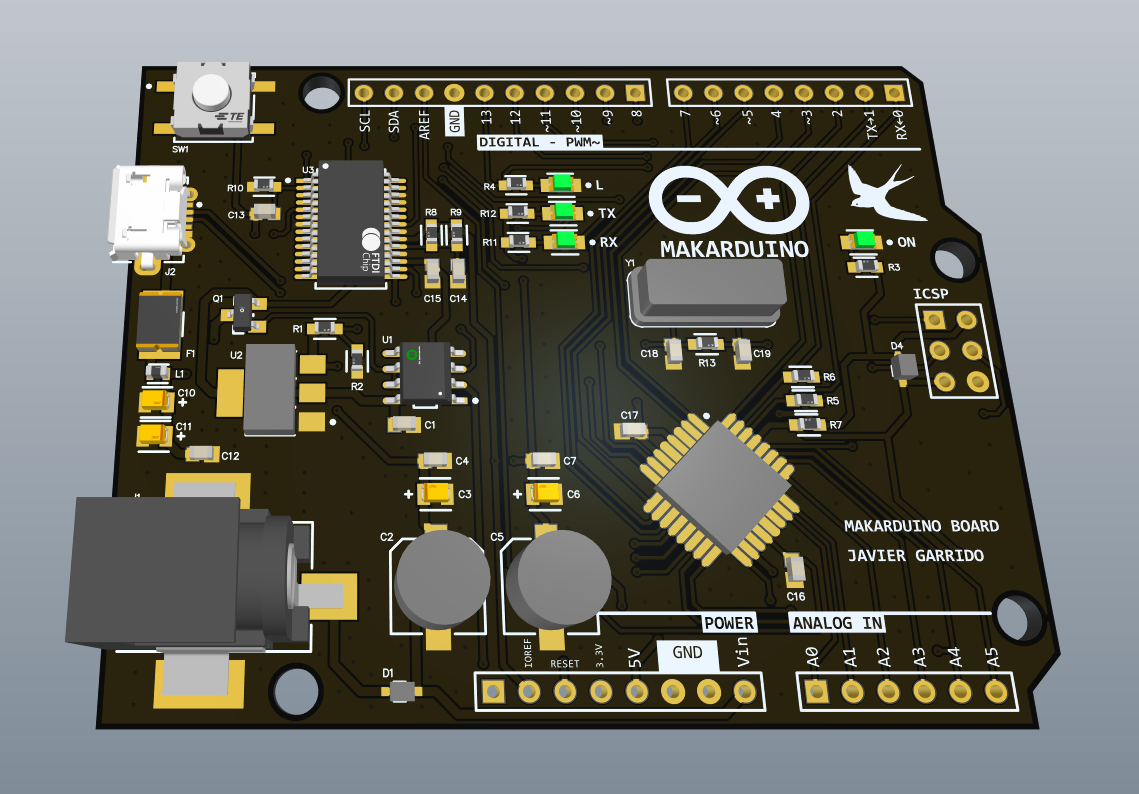 SW1
TE
SCL
SDA
AREF
GND
13
12
~11
~10
~9
8
7
~6
~5
4
~3
2
TX→1
RX←0
DIGITAL - PWM~
U3
R10
C13
J2
FTDI
Chip
R4
L
R12
TX
R11
RX
R8
R9
C15
C14
MAKARDUINO
ON
R3
Y1
ICSP
Q1
R1
U1
F1
U2
R2
L1
C10
+
C11
+
C12
C1
C18
R13
C19
D4
R6
R5
R7
C17
C4
C7
+
C3
+
C6
J1
C2
C5
MAKARDUINO BOARD
JAVIER GARRIDO
C16
POWER
ANALOG IN
D1
IOREF
RESET
3.3V
5V
GND
Vin
A0
A1
A2
A3
A4
A5